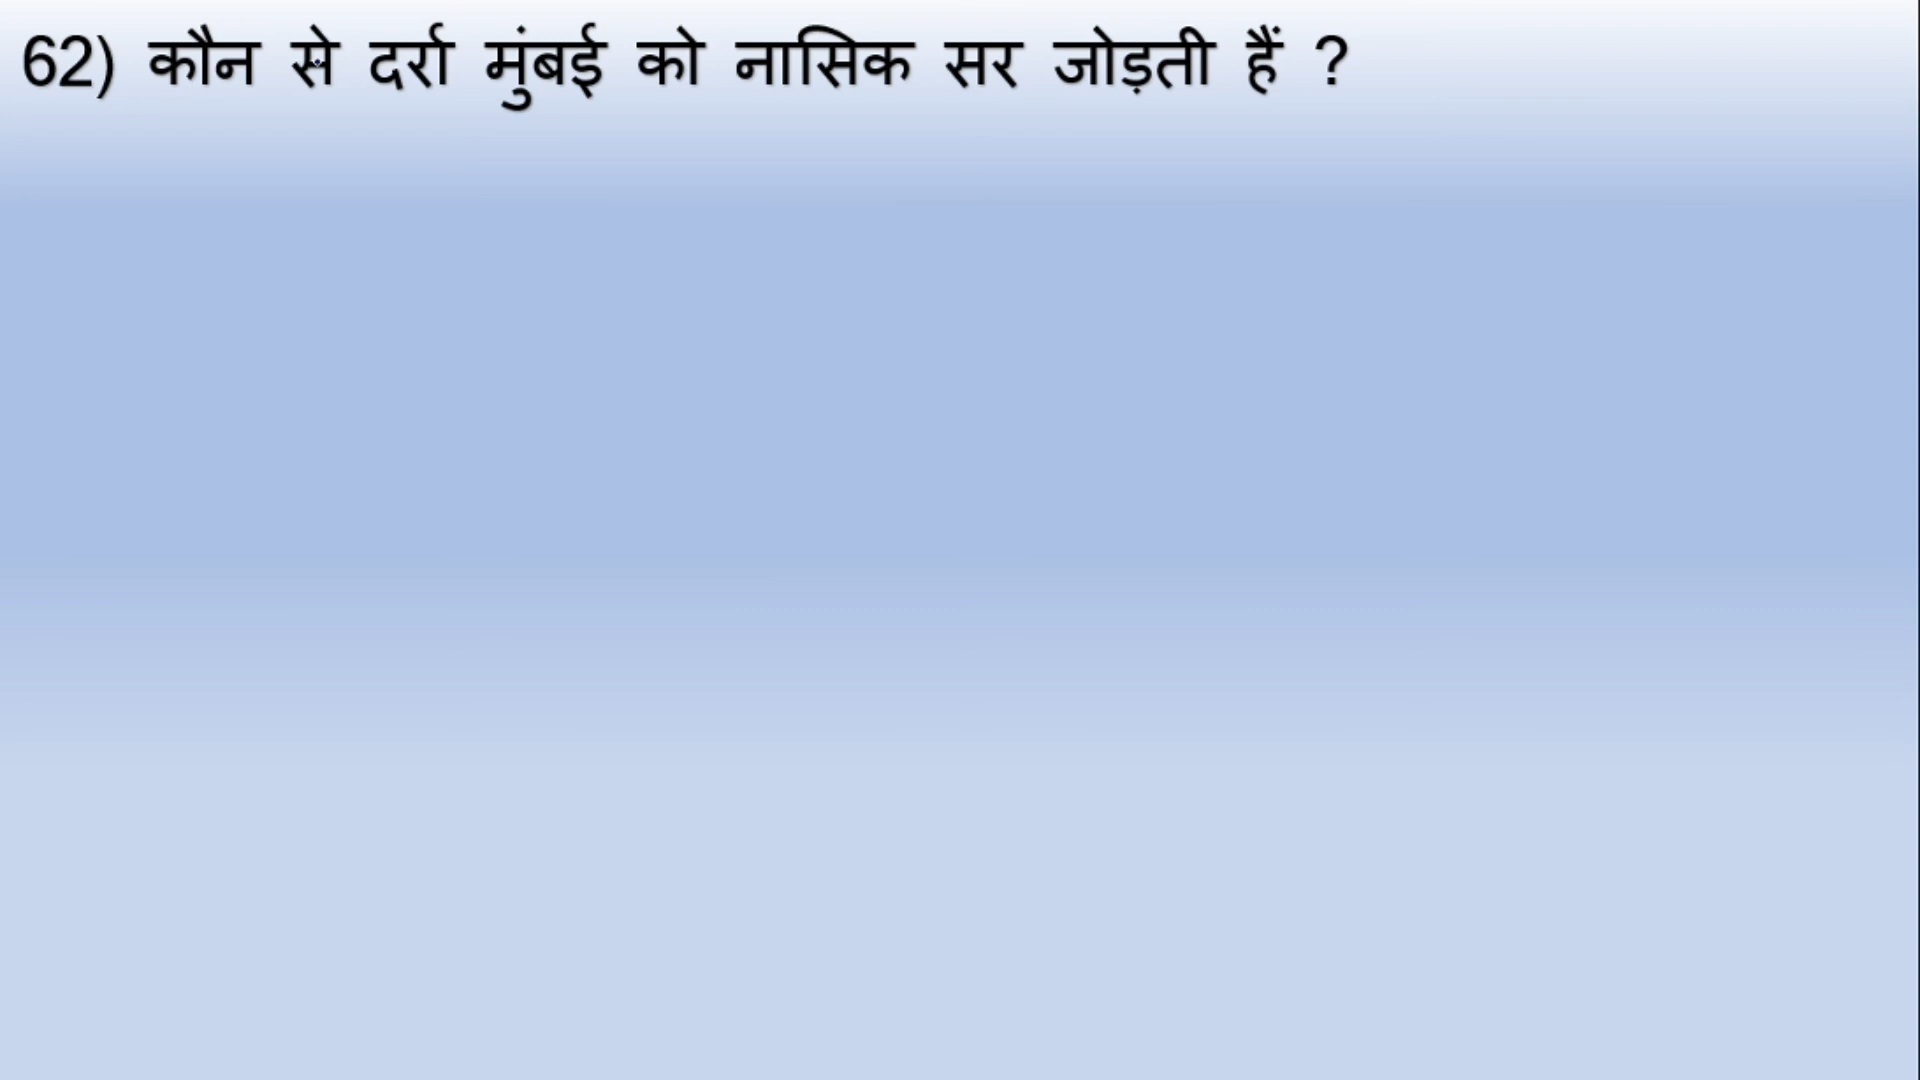 62) कौन से दर्रा मुंबई को नासिक सर जोड़ती हैं ?